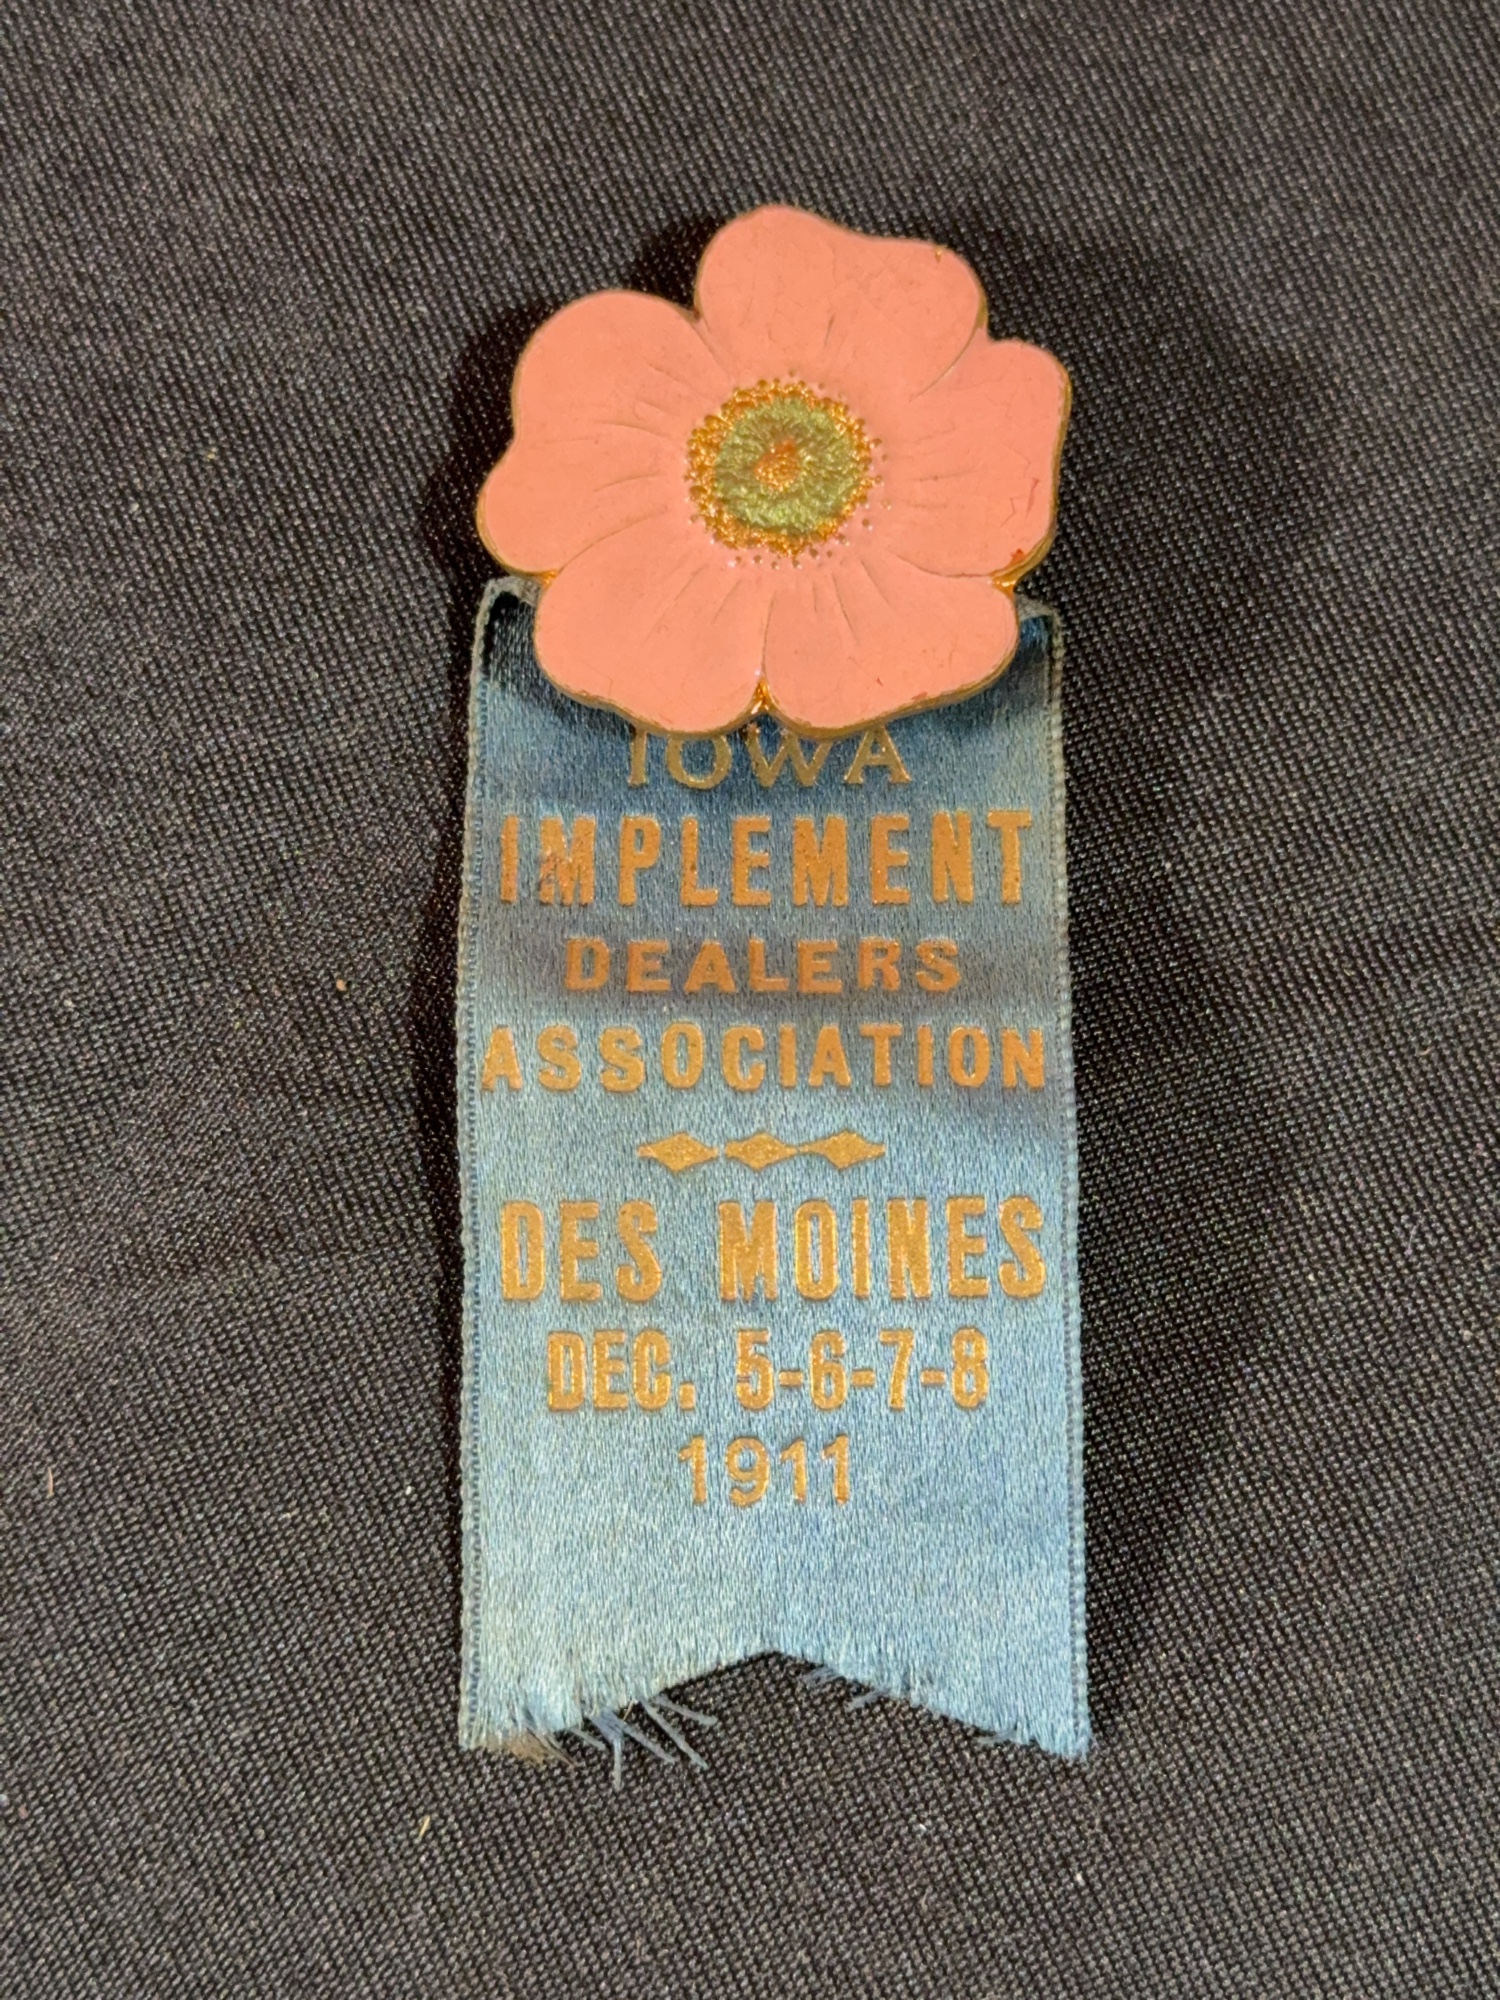 IOWA
IMPLEMENT
DEALERS
ASSOCIATION
DES MOINES
DEC. 5-6-7-8
1911